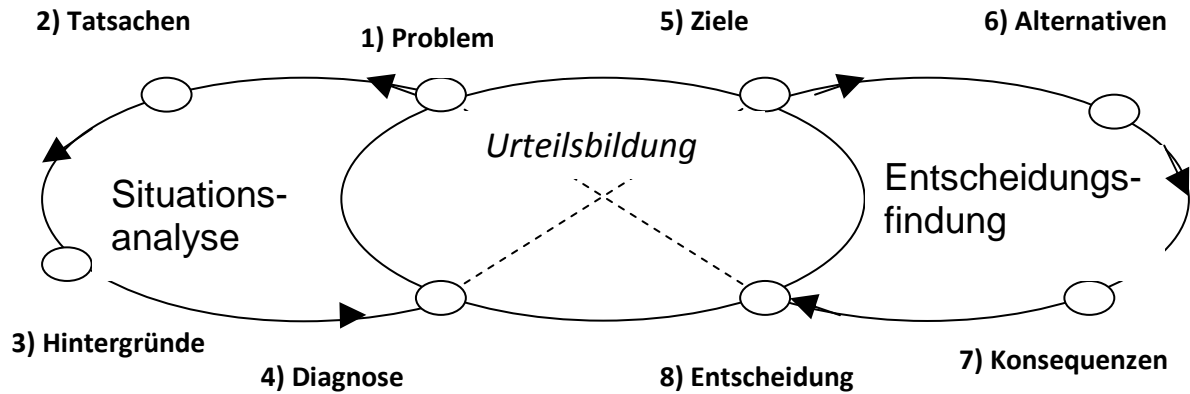 2) Tatsachen
1) Problem
5) Ziele
6) Alternativen
Urteilsbildung
Situations-
analyse
Entscheidungs-
findung
3) Hintergründe
4) Diagnose
8) Entscheidung
7) Konsequenzen